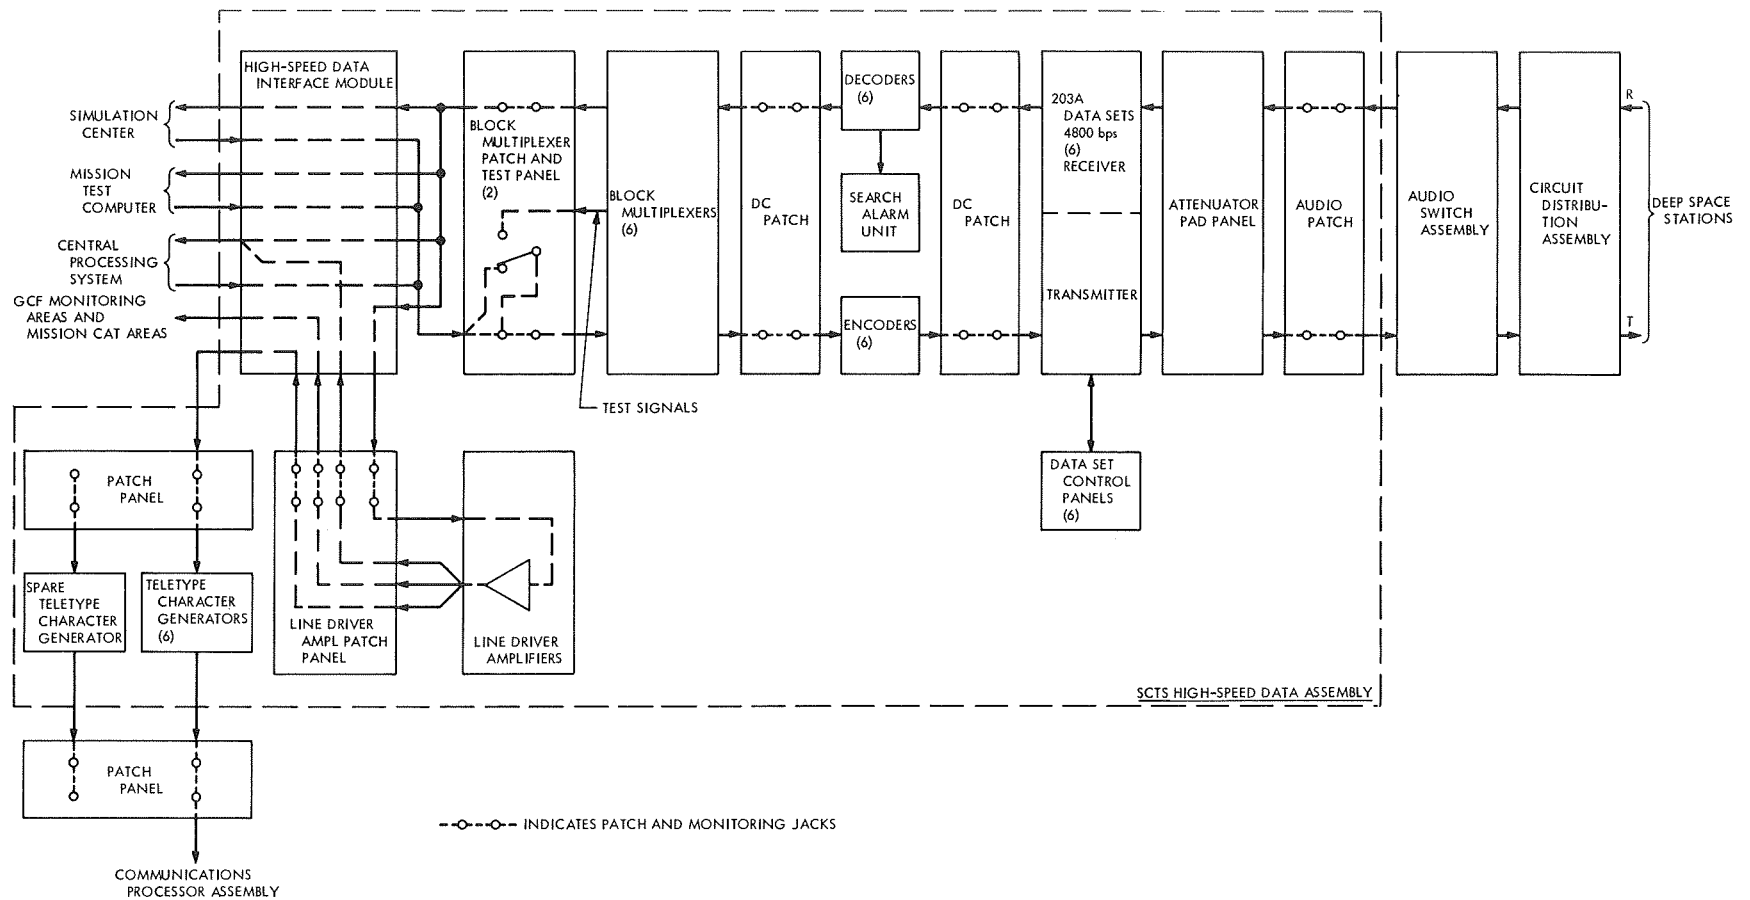 HIGH-SPEED DATA
INTERFACE MODULE
SIMULATION
CENTER
MISSION
TEST
COMPUTER
CENTRAL
PROCESSING
SYSTEM
GCF MONITORING
AREAS AND
MISSION CAT AREAS
BLOCK
MULTIPLEXER
PATCH AND
TEST PANEL
(2)
BLOCK
MULTIPLEXERS
(6)
DC
PATCH
DECODERS
(6)
SEARCH
ALARM
UNIT
ENCODERS
(6)
DC
PATCH
203A
DATA SETS
4800 bps
(6)
RECEIVER
TRANSMITTER
ATTENUATOR
PAD PANEL
AUDIO
PATCH
AUDIO
SWITCH
ASSEMBLY
CIRCUIT
DISTRIBU-
TION
ASSEMBLY
R
DEEP SPACE
STATIONS
T
TEST SIGNALS
PATCH
PANEL
DATA SET
CONTROL
PANELS
(6)
SPARE
TELETYPE
CHARACTER
GENERATOR
TELETYPE
CHARACTER
GENERATORS
(6)
LINE DRIVER
AMPL PATCH
PANEL
LINE DRIVER
AMPLIFIERS
SCTS HIGH-SPEED DATA ASSEMBLY
PATCH
PANEL
INDICATES PATCH AND MONITORING JACKS
COMMUNICATIONS
PROCESSOR ASSEMBLY